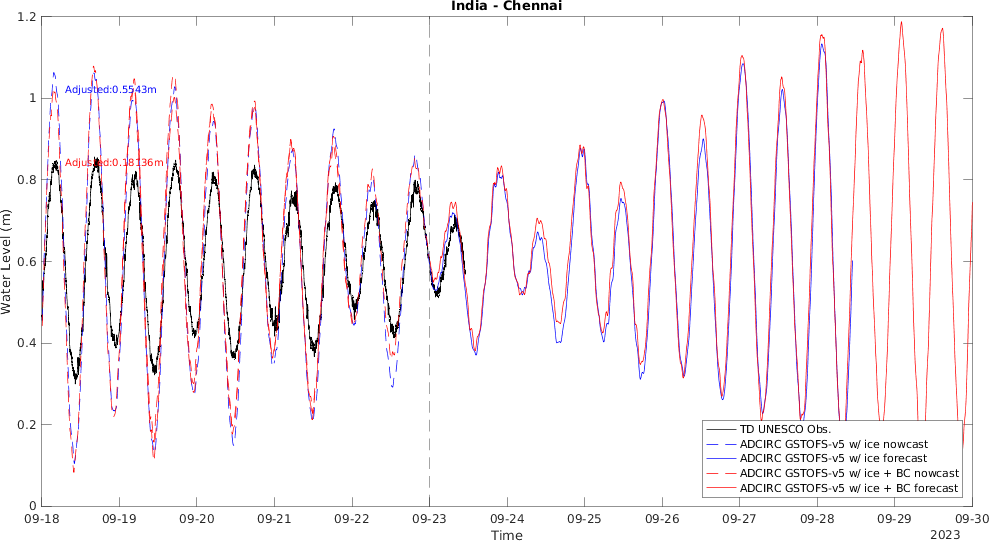 India - Chennai
Water Level (m)
1.2
1
0.8
0.6
0.4
0.2
0
Adjusted:0.5543m
Adjusted:0.18136m
TD UNESCO Obs.
ADCIRC GSTOFS-v5 w/ ice nowcast
ADCIRC GSTOFS-v5 w/ ice forecast
ADCIRC GSTOFS-v5 w/ ice + BC nowcast
ADCIRC GSTOFS-v5 w/ ice + BC forecast
09-18 09-19 09-20 09-21 09-22 09-23 09-24 09-25 09-26 09-27 09-28 09-29 09-30
Time
2023